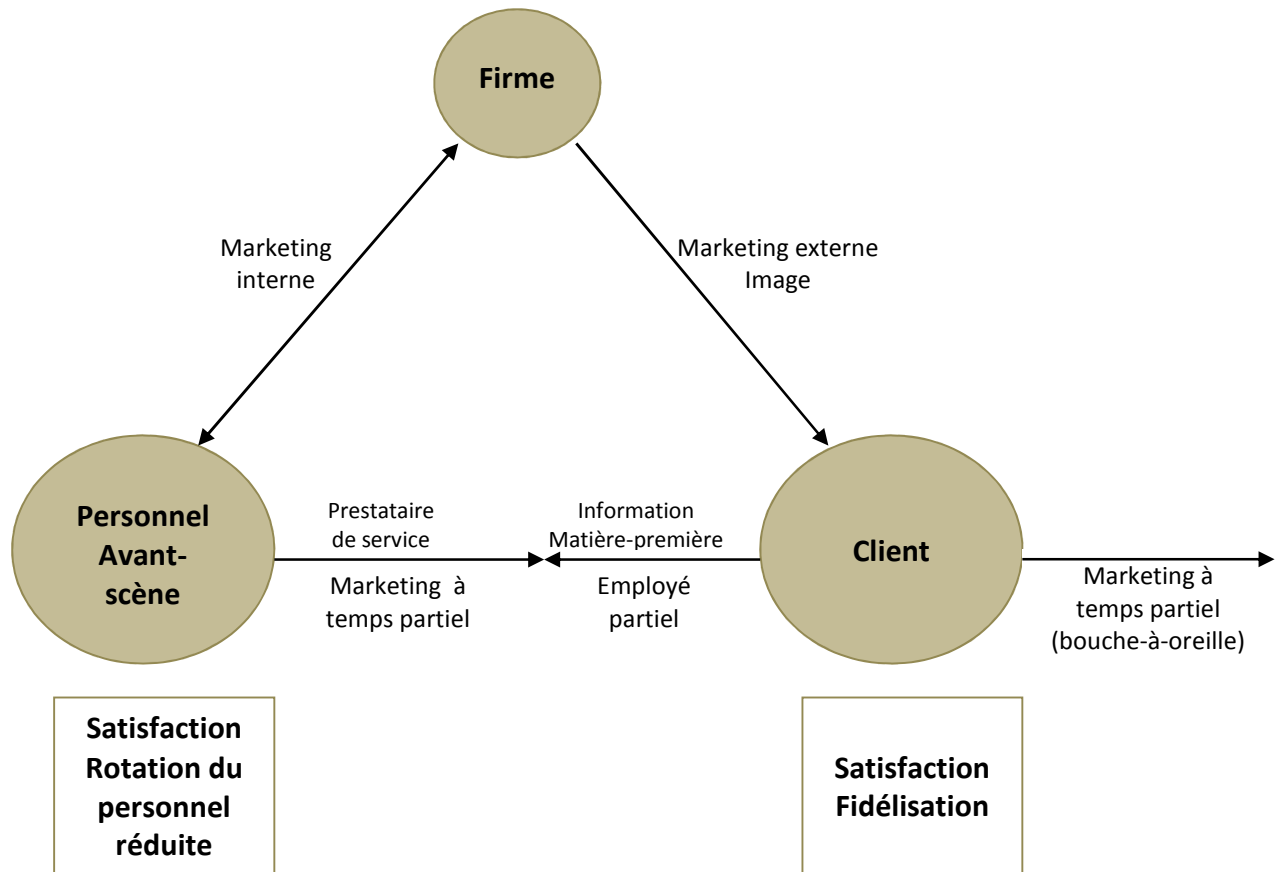 Firme
Marketing
interne
Marketing externe
Image
Personnel
Avant-
scène
Prestataire
de service
Marketing à
temps partiel
Information
Matière-première
Employé
partiel
Client
Marketing à
temps partiel
(bouche-à-oreille)
Satisfaction
Rotation du
personnel
réduite
Satisfaction
Fidélisation